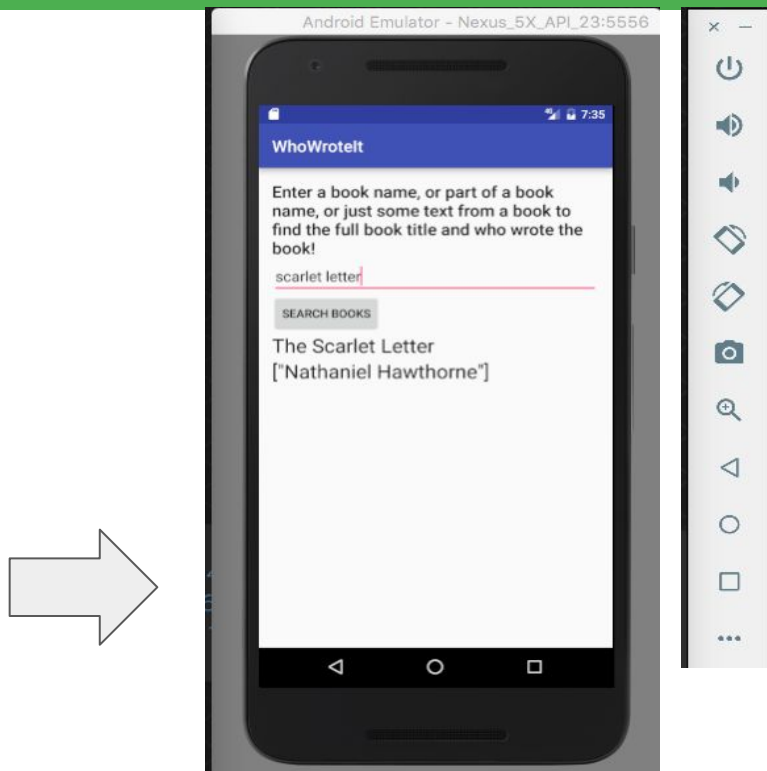 Android Emulator - Nexus_5X_API_23:5556
4G 7:35
WhoWroteIt
Enter a book name, or part of a book
name, or just some text from a book to
find the full book title and who wrote the
book!
scarlet letter
SEARCH BOOKS
The Scarlet Letter
["Nathaniel Hawthorne"]